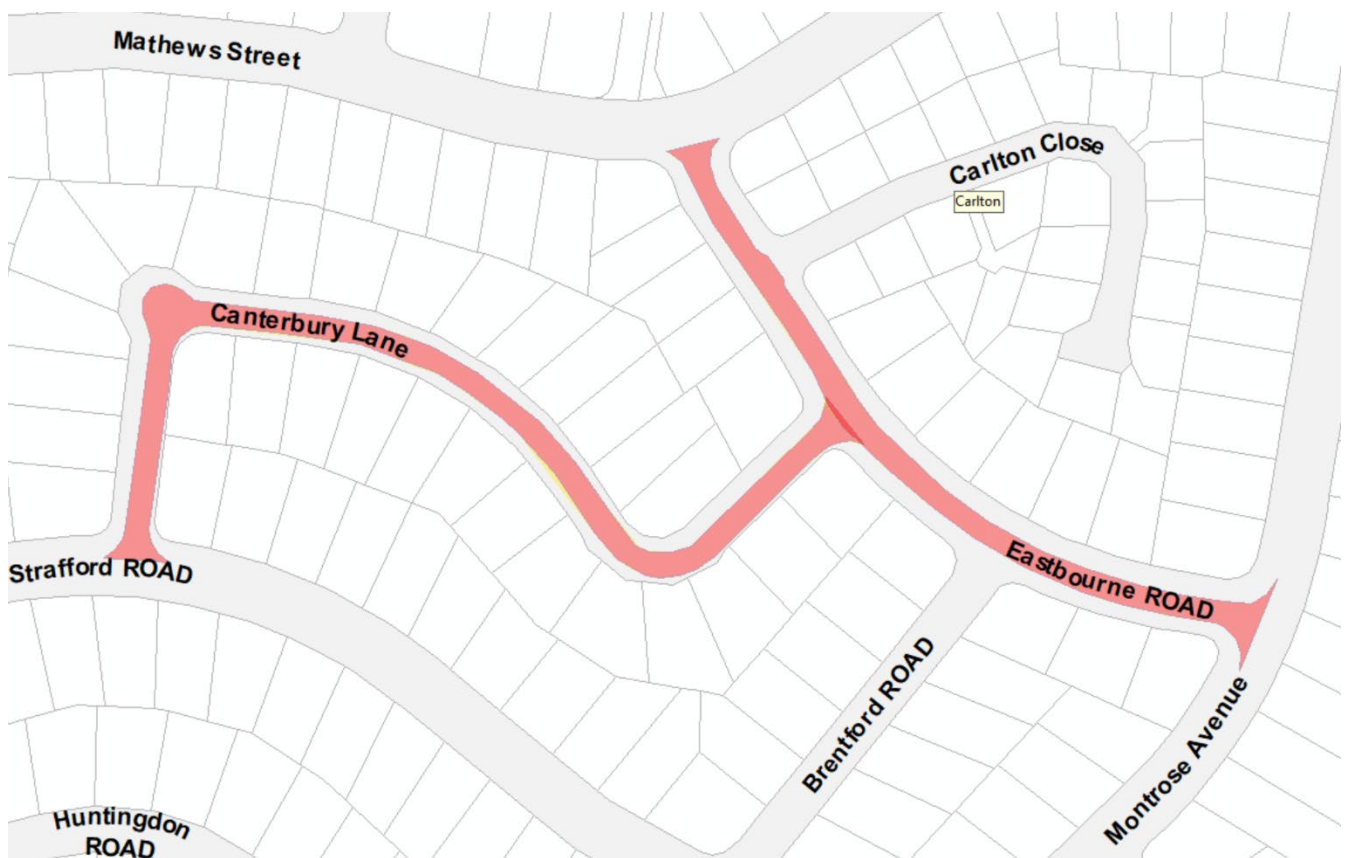 Mathews Street
Carlton Close
Carlton
Canterbury Lane
Strafford ROAD
Eastbourne ROAD
Brentford ROAD
Montrose Avenue
Huntingdon
ROAD